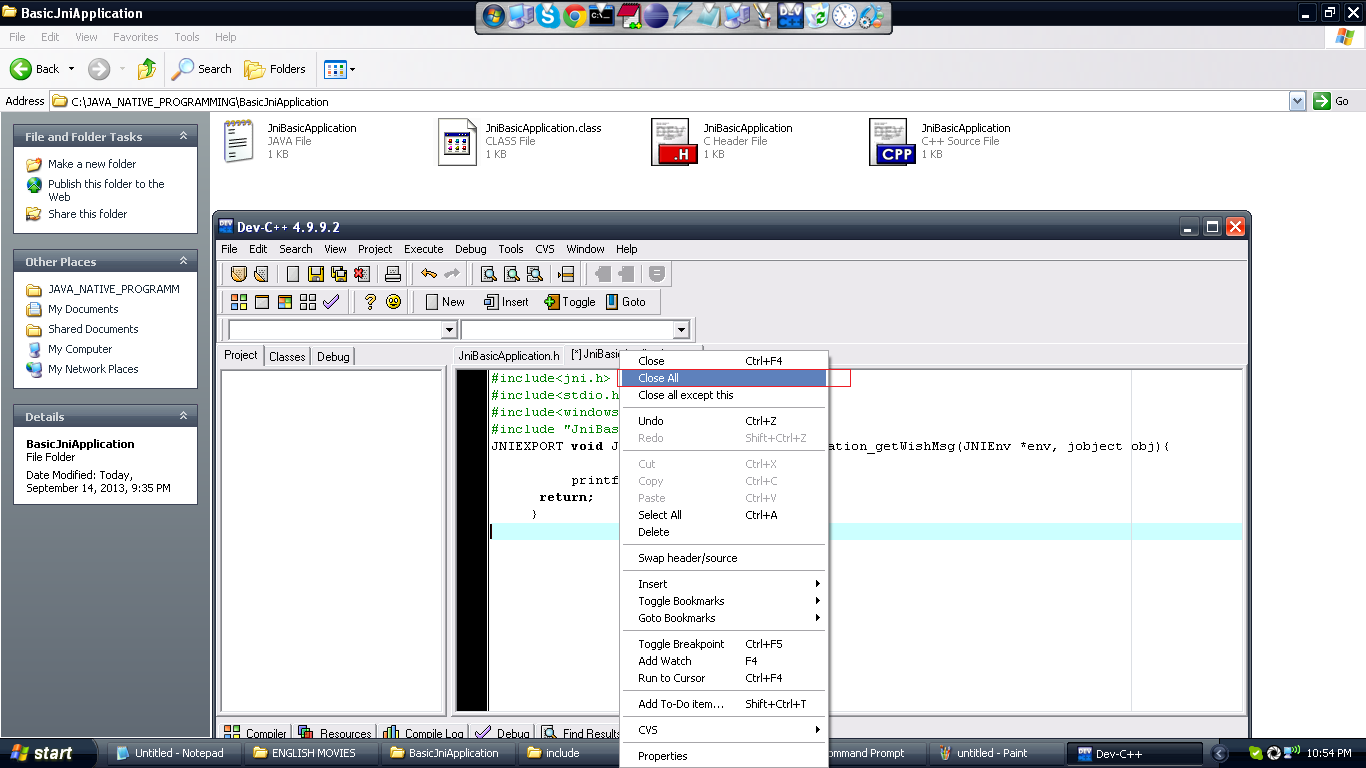 BasicJniApplication
File Edit View Favorites Tools Help
Back Search Folders
Address C:\JAVA_NATIVE_PROGRAMMING\BasicJniApplication Go
File and Folder Tasks
Make a new folder
Publish this folder to the
Web
Share this folder
Other Places
JAVA_NATIVE_PROGRAMM
My Documents
Shared Documents
My Computer
My Network Places
Details
BasicJniApplication
File Folder
Date Modified: Today,
September 14, 2013, 9:35 PM
JniBasicApplication
JAVA File
1 KB
JniBasicApplication.class
CLASS File
1 KB
DEV
.H
JniBasicApplication
C Header File
1 KB
DEV
CPP
JniBasicApplication
C++ Source File
1 KB
Dev-C++ 4.9.9.2
File Edit Search View Project Execute Debug Tools CVS Window Help
New Insert Toggle Goto
Project Classes Debug
JniBasicApplication.h [*] JniBasi
#include<jni.h>
#include<stdio.h
#include<windows
#include "JniBas
JNIEXPORT void J ation_getWishMsg(JNIEnv *env, jobject obj){
printf
return;
}
Close Ctrl+F4
Close All
Close all except this
Undo Ctrl+Z
Redo Shift+Ctrl+Z
Cut Ctrl+X
Copy Ctrl+C
Paste Ctrl+V
Select All Ctrl+A
Delete
Swap header/source
Insert
Toggle Bookmarks
Goto Bookmarks
Toggle Breakpoint Ctrl+F5
Add Watch F4
Run to Cursor Ctrl+F4
Add To-Do item... Shift+Ctrl+T
CVS
Properties
Compiler Resources Compile Log Debug Find Results
start Untitled - Notepad ENGLISH MOVIES BasicJniApplication include ommand Prompt untitled - Paint Dev-C++ 10:54 PM